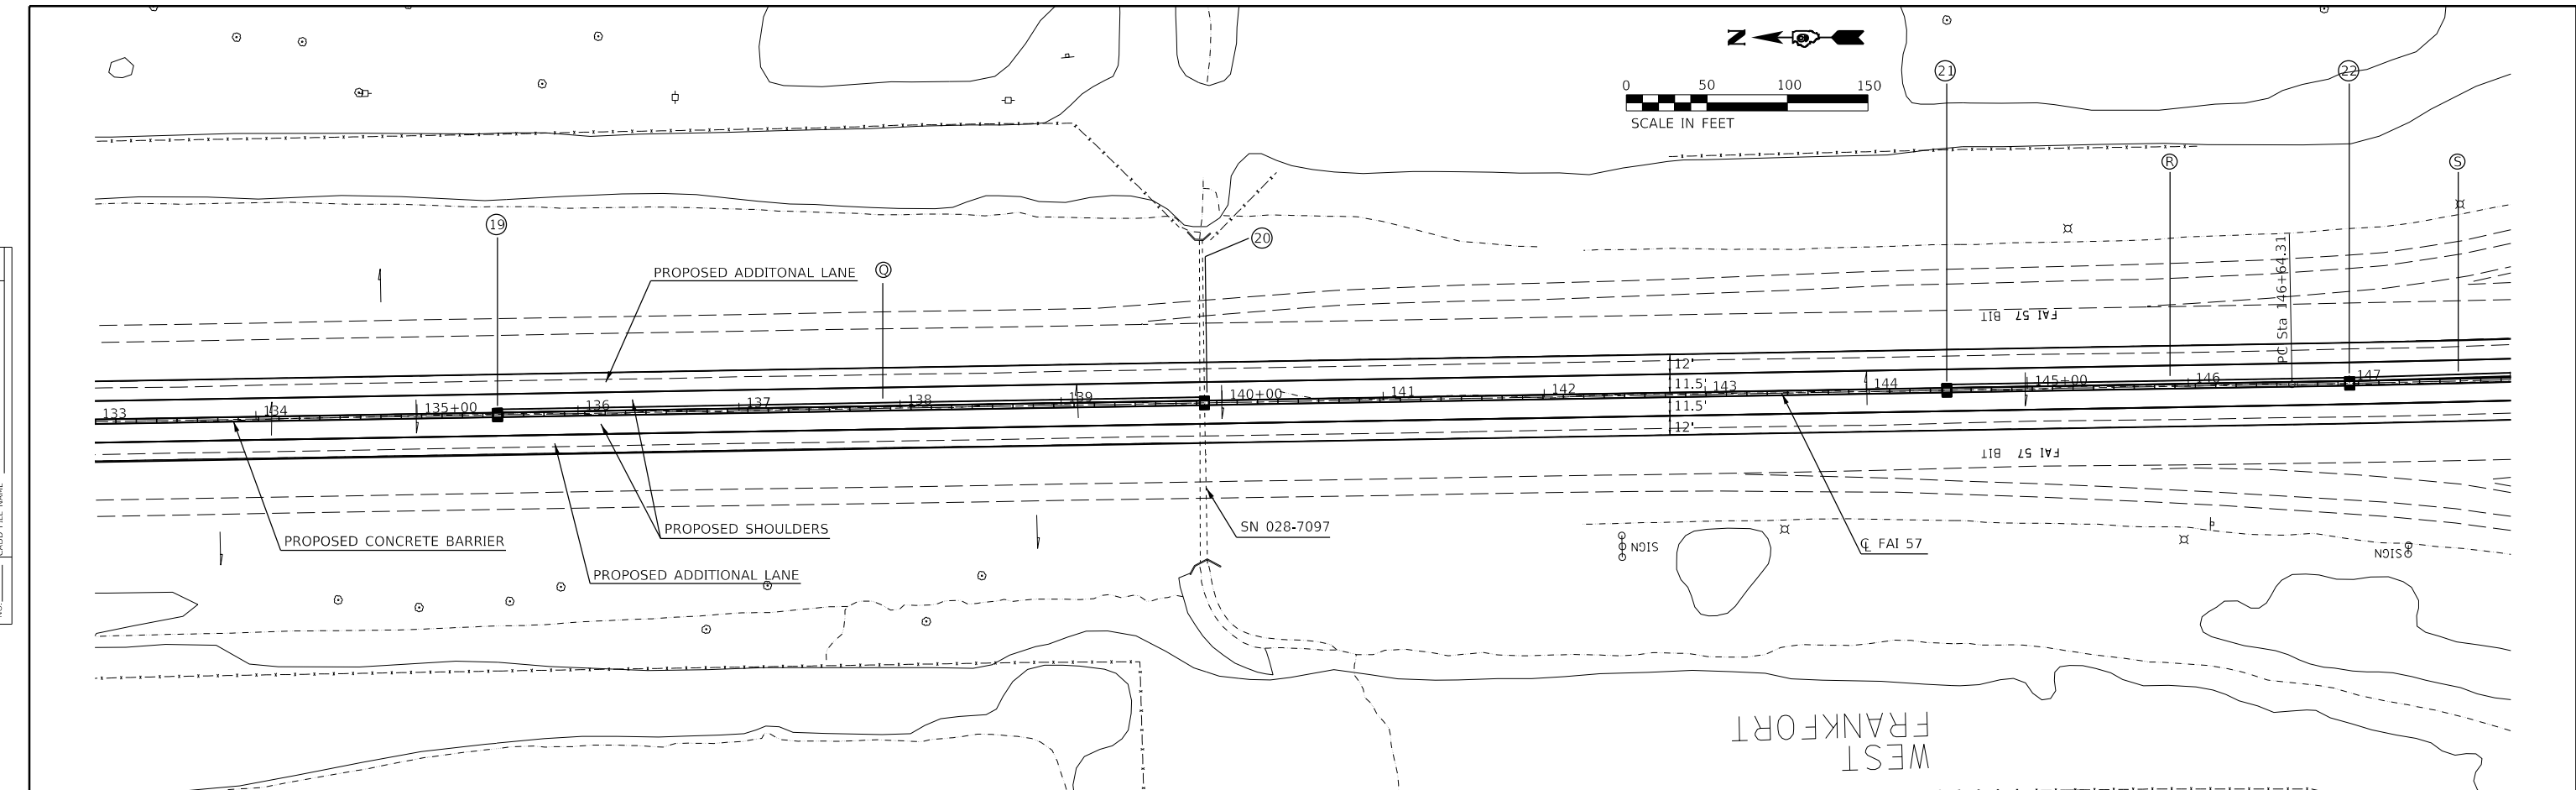 N
0 50 100 150
SCALE IN FEET
21
22
R
S
19
20
Q
PROPOSED ADDITONAL LANE
PC Sta 146+64.31
FAI 57 BIT
12'
11.5'
11.5'
12'
133 134 135+00 136 137 138 139 140+00 141 142 143 144 145+00 146 147
FAI 57 BIT
PROPOSED CONCRETE BARRIER
PROPOSED SHOULDERS
PROPOSED ADDITIONAL LANE
SN 028-7097
℄ FAI 57
SIGN
SIGN
WEST
FRANKFORT